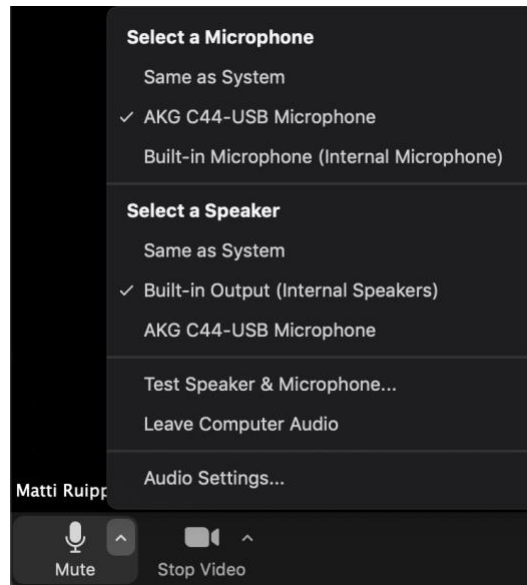 Select a Microphone
Same as System
AKG C44-USB Microphone
Built-in Microphone (Internal Microphone)
Select a Speaker
Same as System
Built-in Output (Internal Speakers)
AKG C44-USB Microphone
Test Speaker & Microphone...
Leave Computer Audio
Audio Settings...
Matti Ruipp
Mute
Stop Video